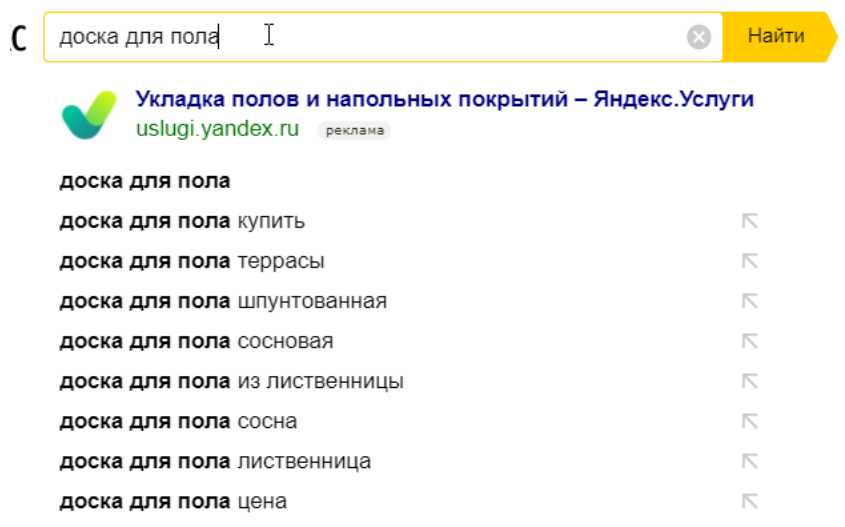 с доска для пола Найти
Укладка полов и напольных покрытий – Яндекс.Услуги
uslugi.yandex.ru реклама
доска для пола
доска для пола купить
доска для пола террасы
доска для пола шпунтованная
доска для пола сосновая
доска для пола из лиственницы
доска для пола сосна
доска для пола лиственница
доска для пола цена